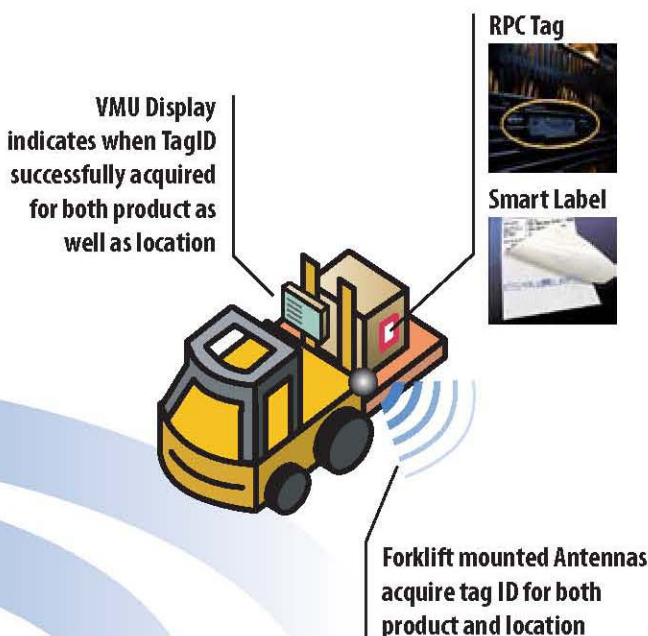 RPC Tag
VMU Display
indicates when TagID
successfully acquired
for both product as
well as location
Smart Label
Forklift mounted Antennas
acquire tag ID for both
product and location